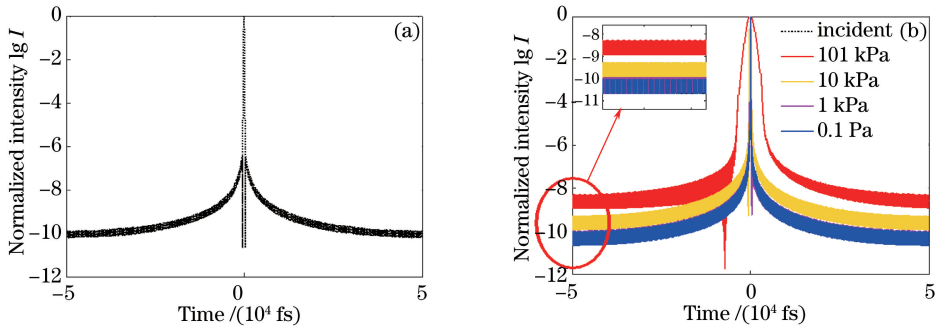 (a)
Normalized intensity lg I
0
−2
−4
−6
−8
−10
−12
−5
0
5
Time /(10⁴ fs)
(b)
Normalized intensity lg I
0
−2
−4
−6
−8
−10
−12
−5
0
5
Time /(10⁴ fs)
−8
−9
−10
−11
incident
101 kPa
10 kPa
1 kPa
0.1 Pa